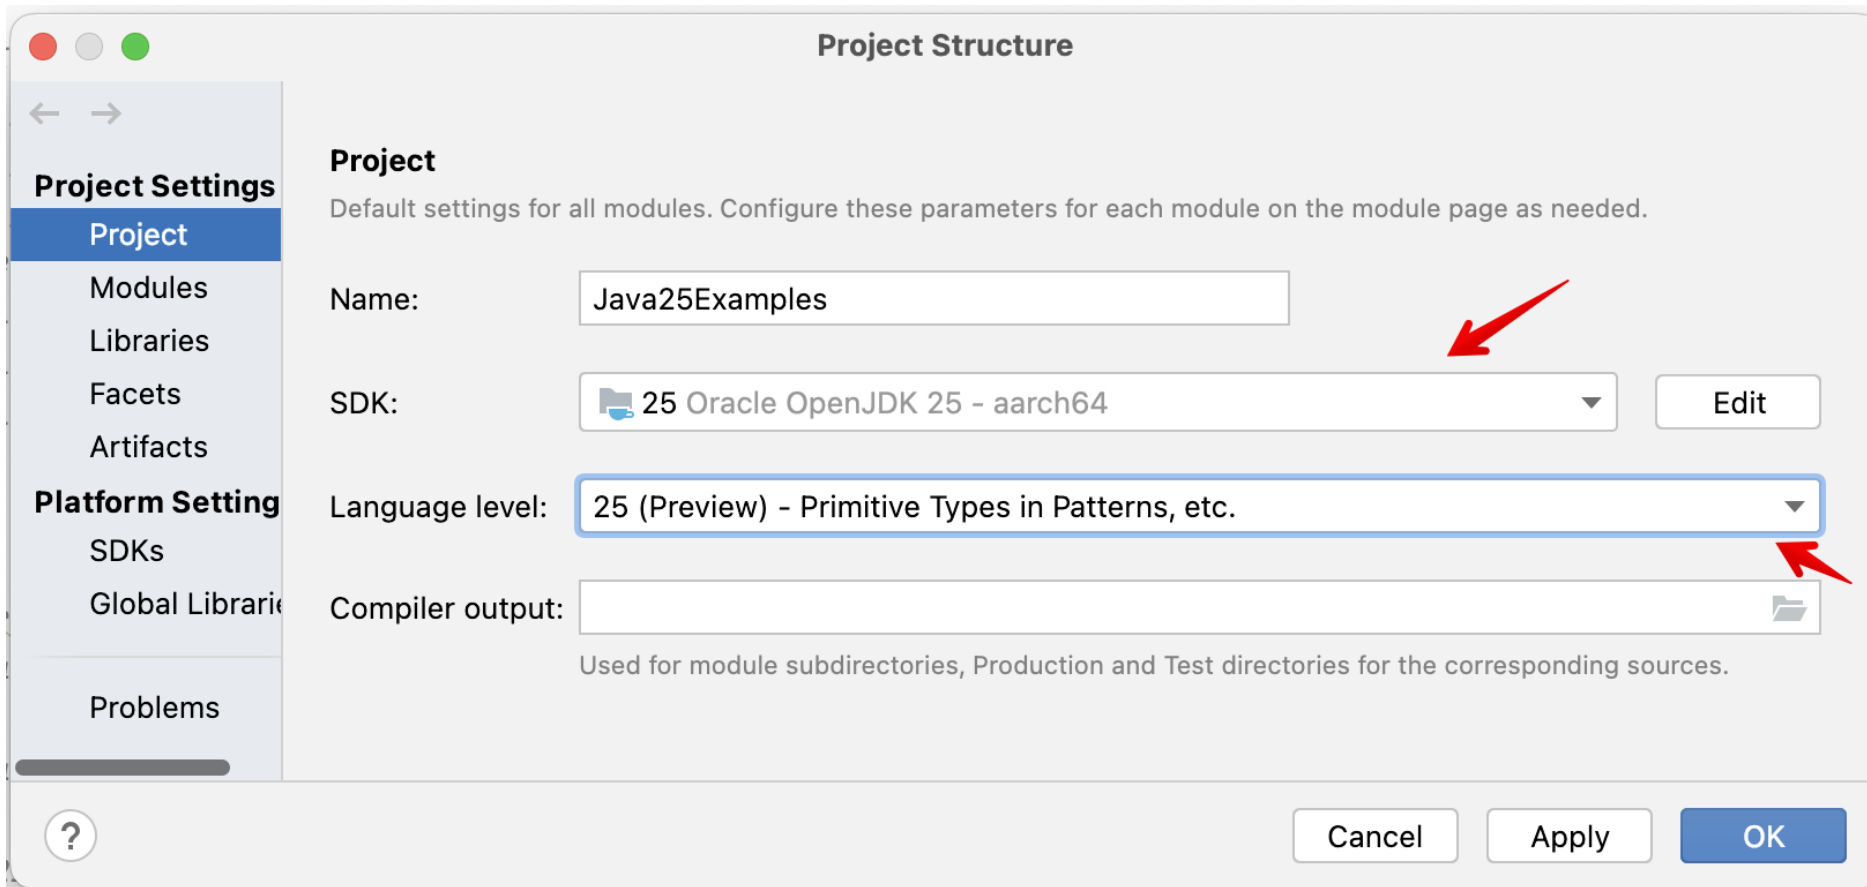 Project Structure
Project Settings
Project
Modules
Libraries
Facets
Artifacts
Platform Setting
SDKs
Global Librarie
Problems
Project
Default settings for all modules. Configure these parameters for each module on the module page as needed.
Name: Java25Examples
SDK: 25 Oracle OpenJDK 25 - aarch64 Edit
Language level: 25 (Preview) - Primitive Types in Patterns, etc.
Compiler output:
Used for module subdirectories, Production and Test directories for the corresponding sources.
? Cancel Apply OK